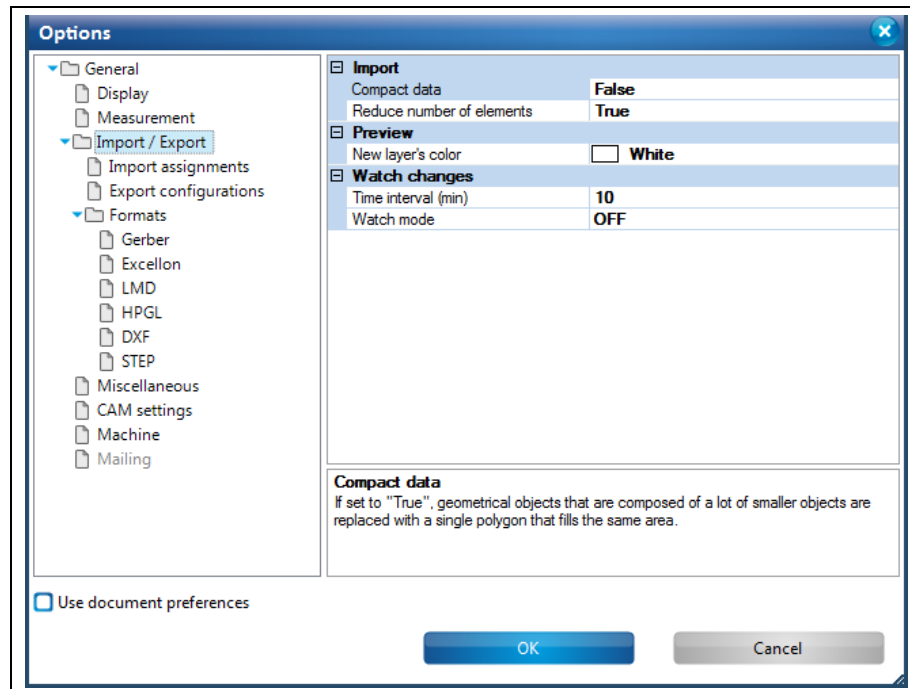 Options
General
Display
Measurement
Import / Export
Import assignments
Export configurations
Formats
Gerber
Excellon
LMD
HPGL
DXF
STEP
Miscellaneous
CAM settings
Machine
Mailing
Import
Compact data False
Reduce number of elements True
Preview
New layer's color White
Watch changes
Time interval (min) 10
Watch mode OFF
Compact data
If set to "True", geometrical objects that are composed of a lot of smaller objects are
replaced with a single polygon that fills the same area.
Use document preferences
OK Cancel